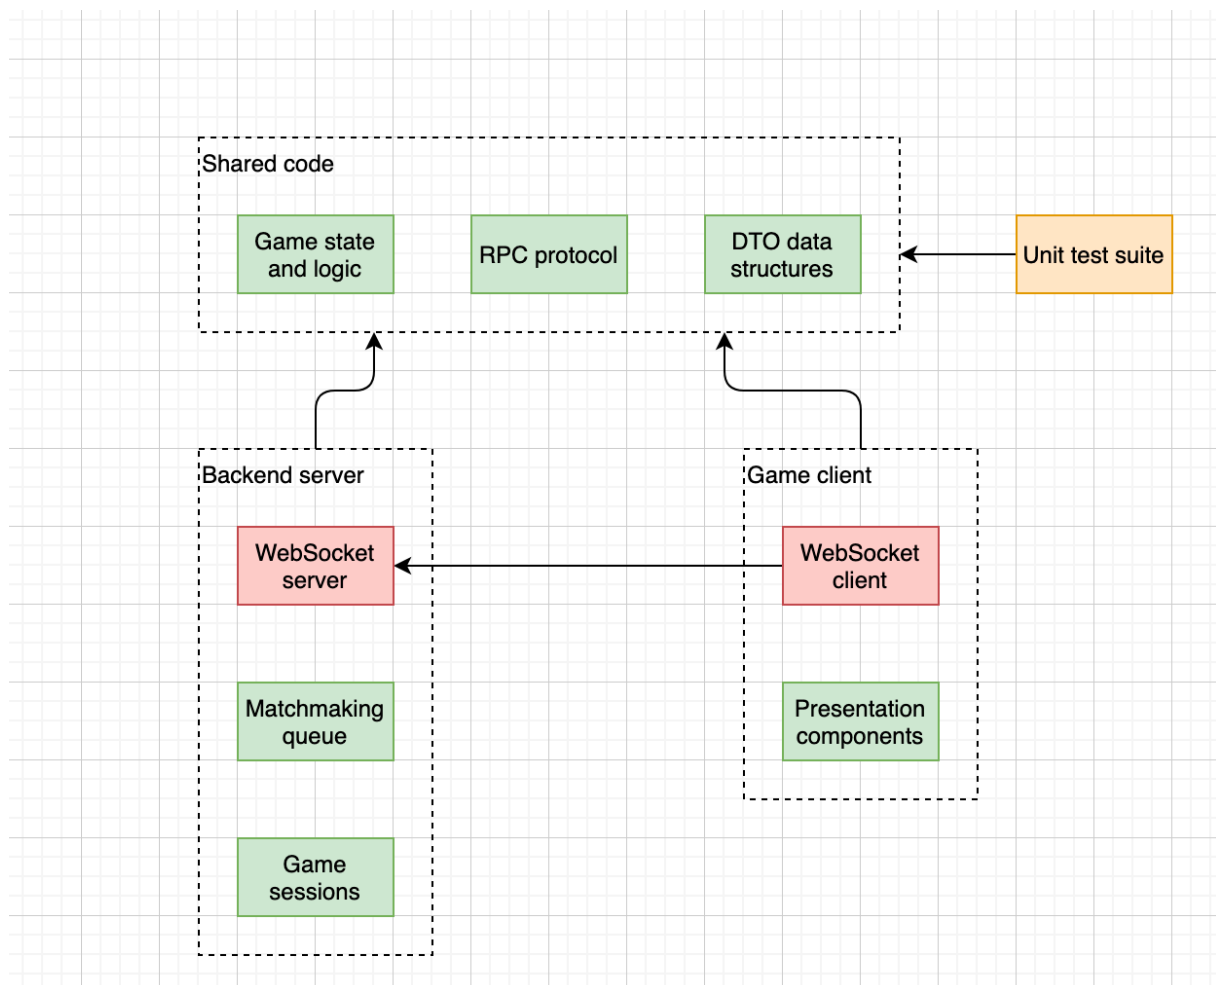 Shared code
Game state
and logic
RPC protocol
DTO data
structures
Unit test suite
Backend server
Game client
WebSocket
server
WebSocket
client
Matchmaking
queue
Presentation
components
Game
sessions